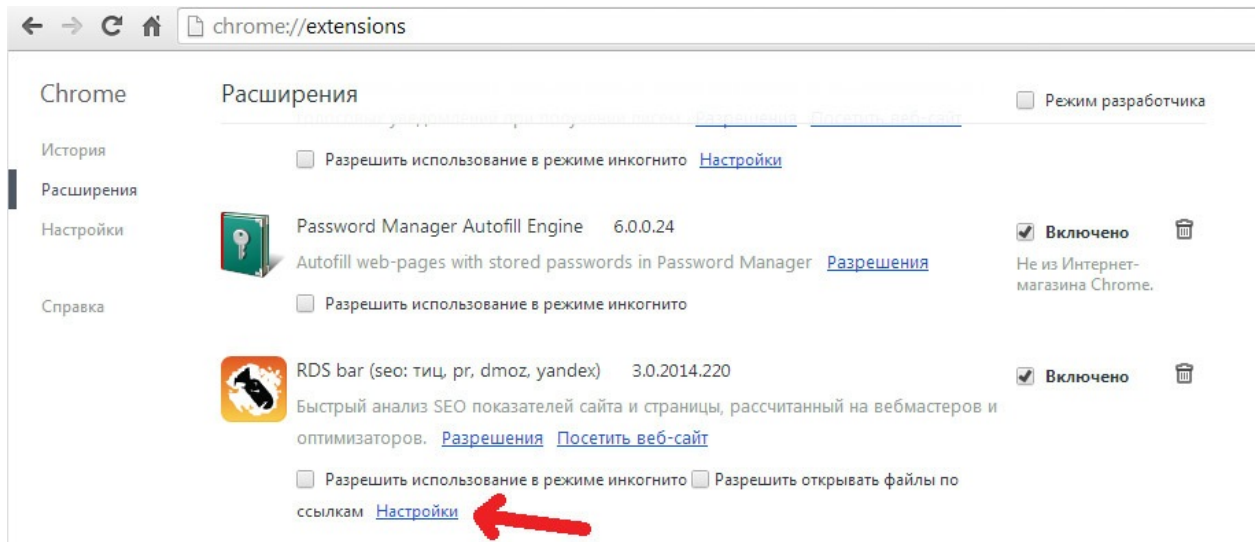 chrome://extensions
Chrome
Расширения
Режим разработчика
Разрешения Посетить веб-сайт
История
Разрешить использование в режиме инкогнито Настройки
Расширения
Настройки
Справка
Password Manager Autofill Engine 6.0.0.24
Autofill web-pages with stored passwords in Password Manager Разрешения
Разрешить использование в режиме инкогнито
Включено
Не из Интернет-
магазина Chrome.
RDS bar (seo: тиц, pr, dmoz, yandex) 3.0.2014.220
Быстрый анализ SEO показателей сайта и страницы, рассчитанный на вебмастеров и
оптимизаторов. Разрешения Посетить веб-сайт
Разрешить использование в режиме инкогнито Разрешить открывать файлы по
ссылкам Настройки
Включено